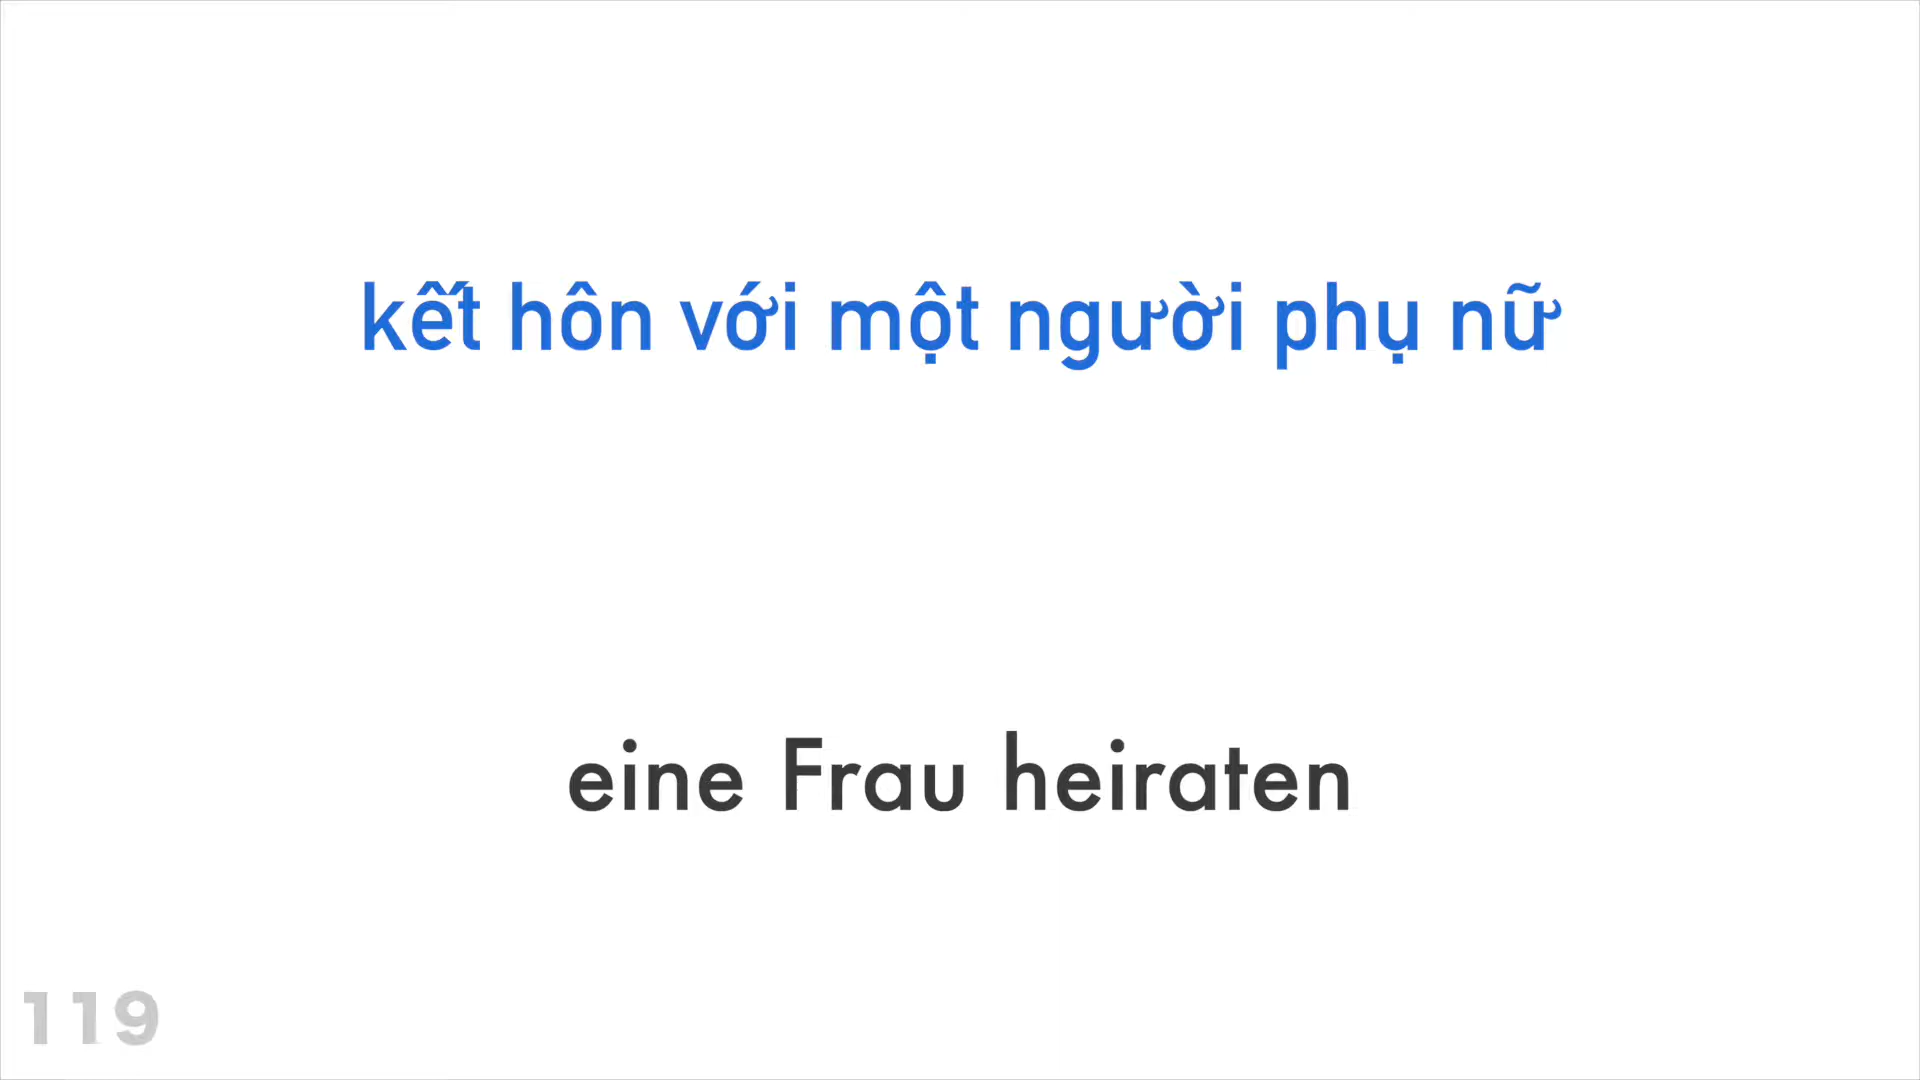 kết hôn với một người phụ nữ
eine Frau heiraten
119